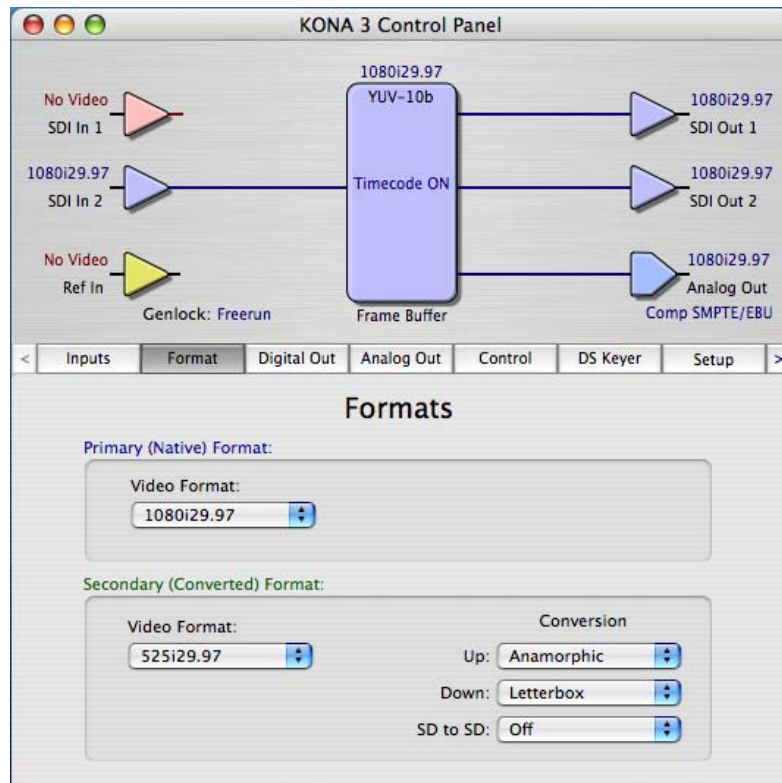 KONA 3 Control Panel
1080i29.97
YUV-10b
No Video
SDI In 1
1080i29.97
SDI Out 1
1080i29.97
SDI In 2
Timecode ON
1080i29.97
SDI Out 2
No Video
Ref In
1080i29.97
Analog Out
Genlock: Freerun
Frame Buffer
Comp SMPTE/EBU
< Inputs Format Digital Out Analog Out Control DS Keyer Setup >
Formats
Primary (Native) Format:
Video Format:
1080i29.97
Secondary (Converted) Format:
Video Format:
525i29.97
Conversion
Up: Anamorphic
Down: Letterbox
SD to SD: Off